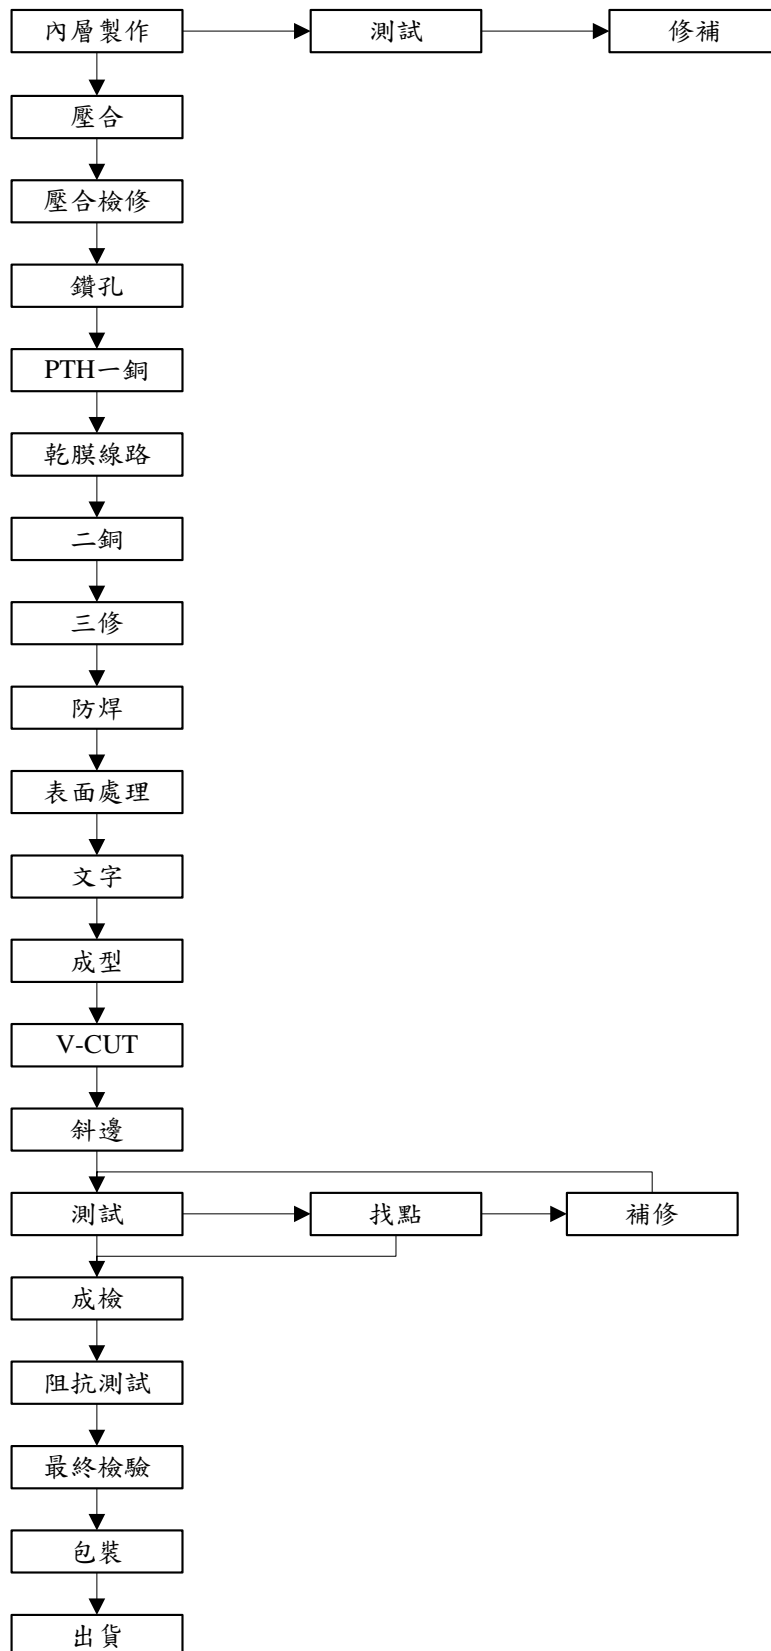 內層製作
測試
修補
壓合
壓合檢修
鑽孔
PTH一銅
乾膜線路
二銅
三修
防焊
表面處理
文字
成型
V-CUT
斜邊
測試
找點
補修
成檢
阻抗測試
最終檢驗
包裝
出貨